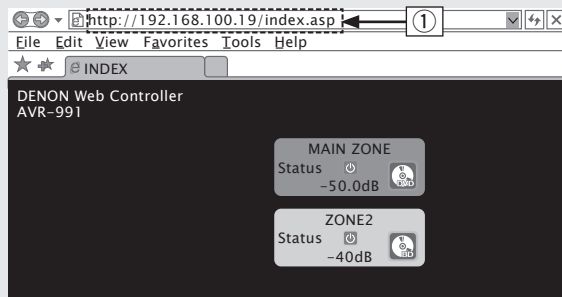 http://192.168.100.19/index.asp
1
File Edit View Favorites Tools Help
INDEX
DENON Web Controller
AVR-991
MAIN ZONE
Status
-50.0dB
DVD
ZONE2
Status
-40dB
BD